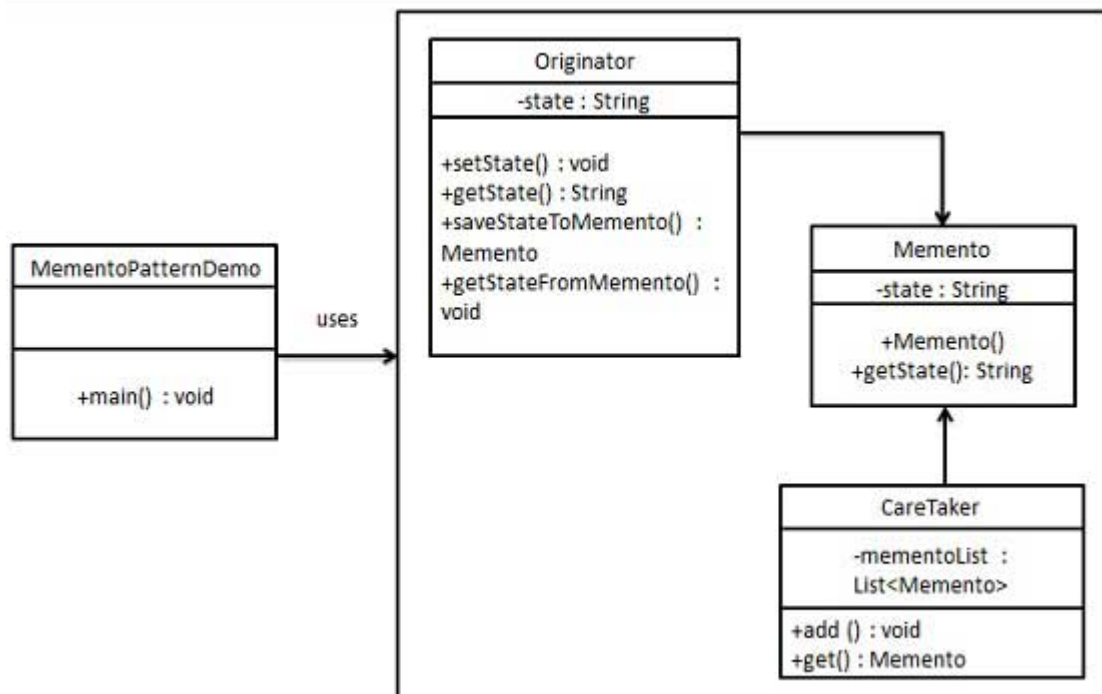 MementoPatternDemo
+main() : void
uses
Originator
-state : String
+setState() : void
+getState() : String
+saveStateToMemento() :
Memento
+getStateFromMemento() :
void
Memento
-state : String
+Memento()
+getState(): String
CareTaker
-mementoList :
List<Memento>
+add () : void
+get() : Memento